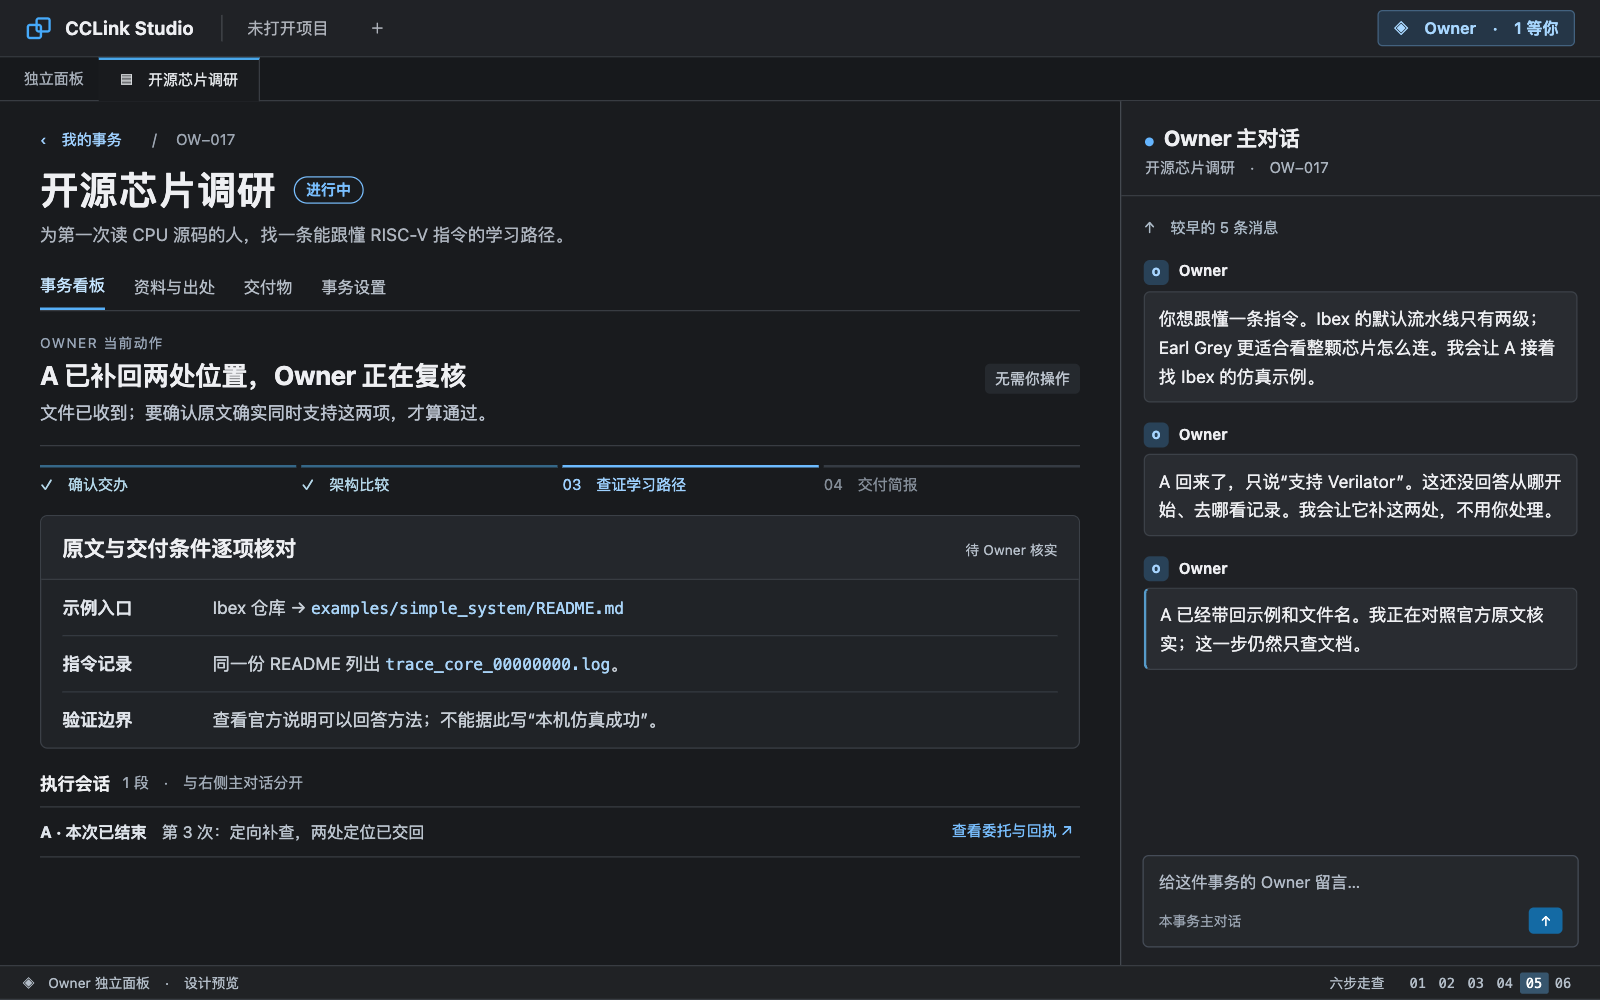 CCLink Studio
未打开项目
+
◈ Owner · 1 等你
独立面板
开源芯片调研
‹ 我的事务 / OW-017
开源芯片调研 进行中
为第一次读 CPU 源码的人，找一条能跟懂 RISC-V 指令的学习路径。
事务看板 资料与出处 交付物 事务设置
OWNER 当前动作
A 已补回两处位置，Owner 正在复核
无需你操作
文件已收到；要确认原文确实同时支持这两项，才算通过。
✓ 确认交办 ✓ 架构比较 03 查证学习路径 04 交付简报
原文与交付条件逐项核对 待 Owner 核实
示例入口 Ibex 仓库 → examples/simple_system/README.md
指令记录 同一份 README 列出 trace_core_00000000.log。
验证边界 查看官方说明可以回答方法；不能据此写“本机仿真成功”。
执行会话 1 段 · 与右侧主对话分开
A · 本次已结束 第 3 次：定向补查，两处定位已交回 查看委托与回执 ↗
Owner 主对话
开源芯片调研 · OW-017
↑ 较早的 5 条消息
O Owner
你想跟懂一条指令。Ibex 的默认流水线只有两级；
Earl Grey 更适合看整颗芯片怎么连。我会让 A 接着
找 Ibex 的仿真示例。
O Owner
A 回来了，只说“支持 Verilator”。这还没回答从哪开
始、去哪看记录。我会让它补这两处，不用你处理。
O Owner
A 已经带回示例和文件名。我正在对照官方原文核
实；这一步仍然只查文档。
给这件事务的 Owner 留言...
本事务主对话
↑
◈ Owner 独立面板 · 设计预览
六步走查 01 02 03 04 05 06